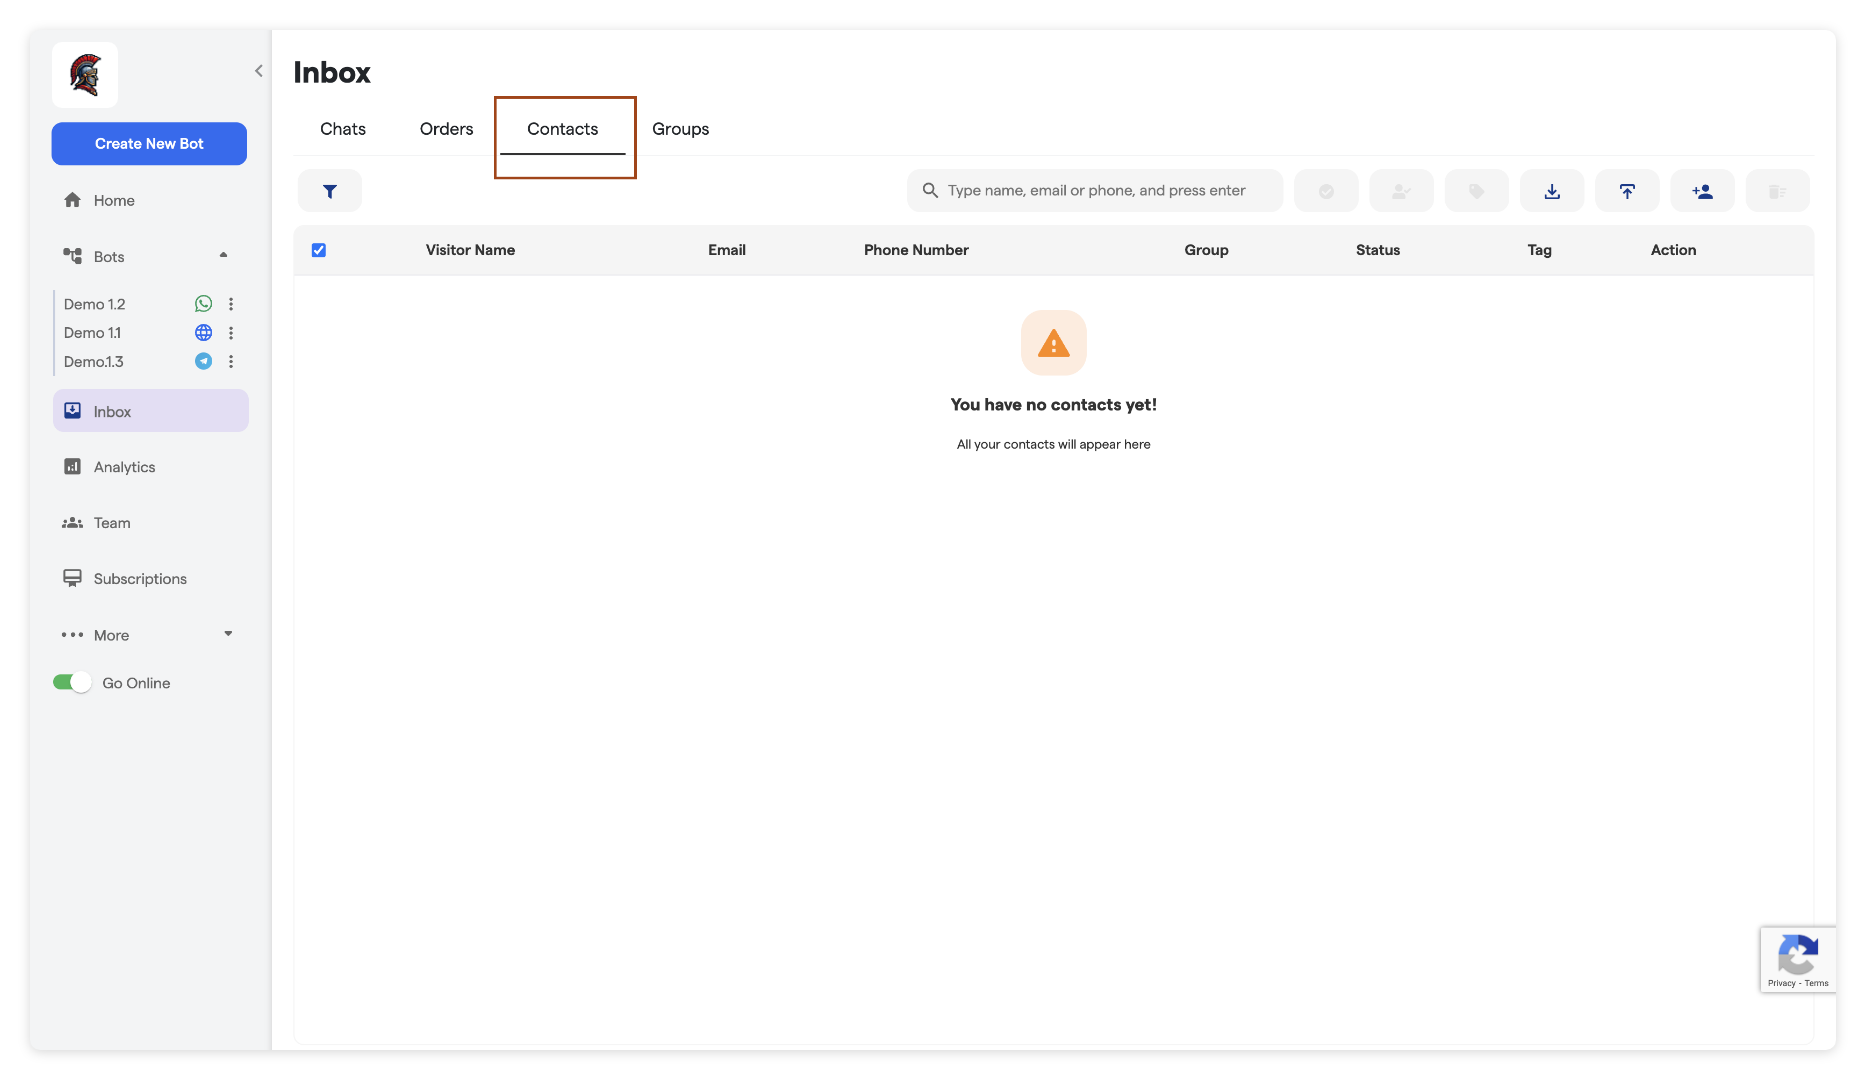 Create New Bot
Home
Bots
Demo 1.2
Demo 1.1
Demo.1.3
Inbox
Analytics
Team
Subscriptions
More
Go Online
Inbox
Chats Orders Contacts Groups
Type name, email or phone, and press enter
Visitor Name Email Phone Number Group Status Tag Action
You have no contacts yet!
All your contacts will appear here
Privacy - Terms